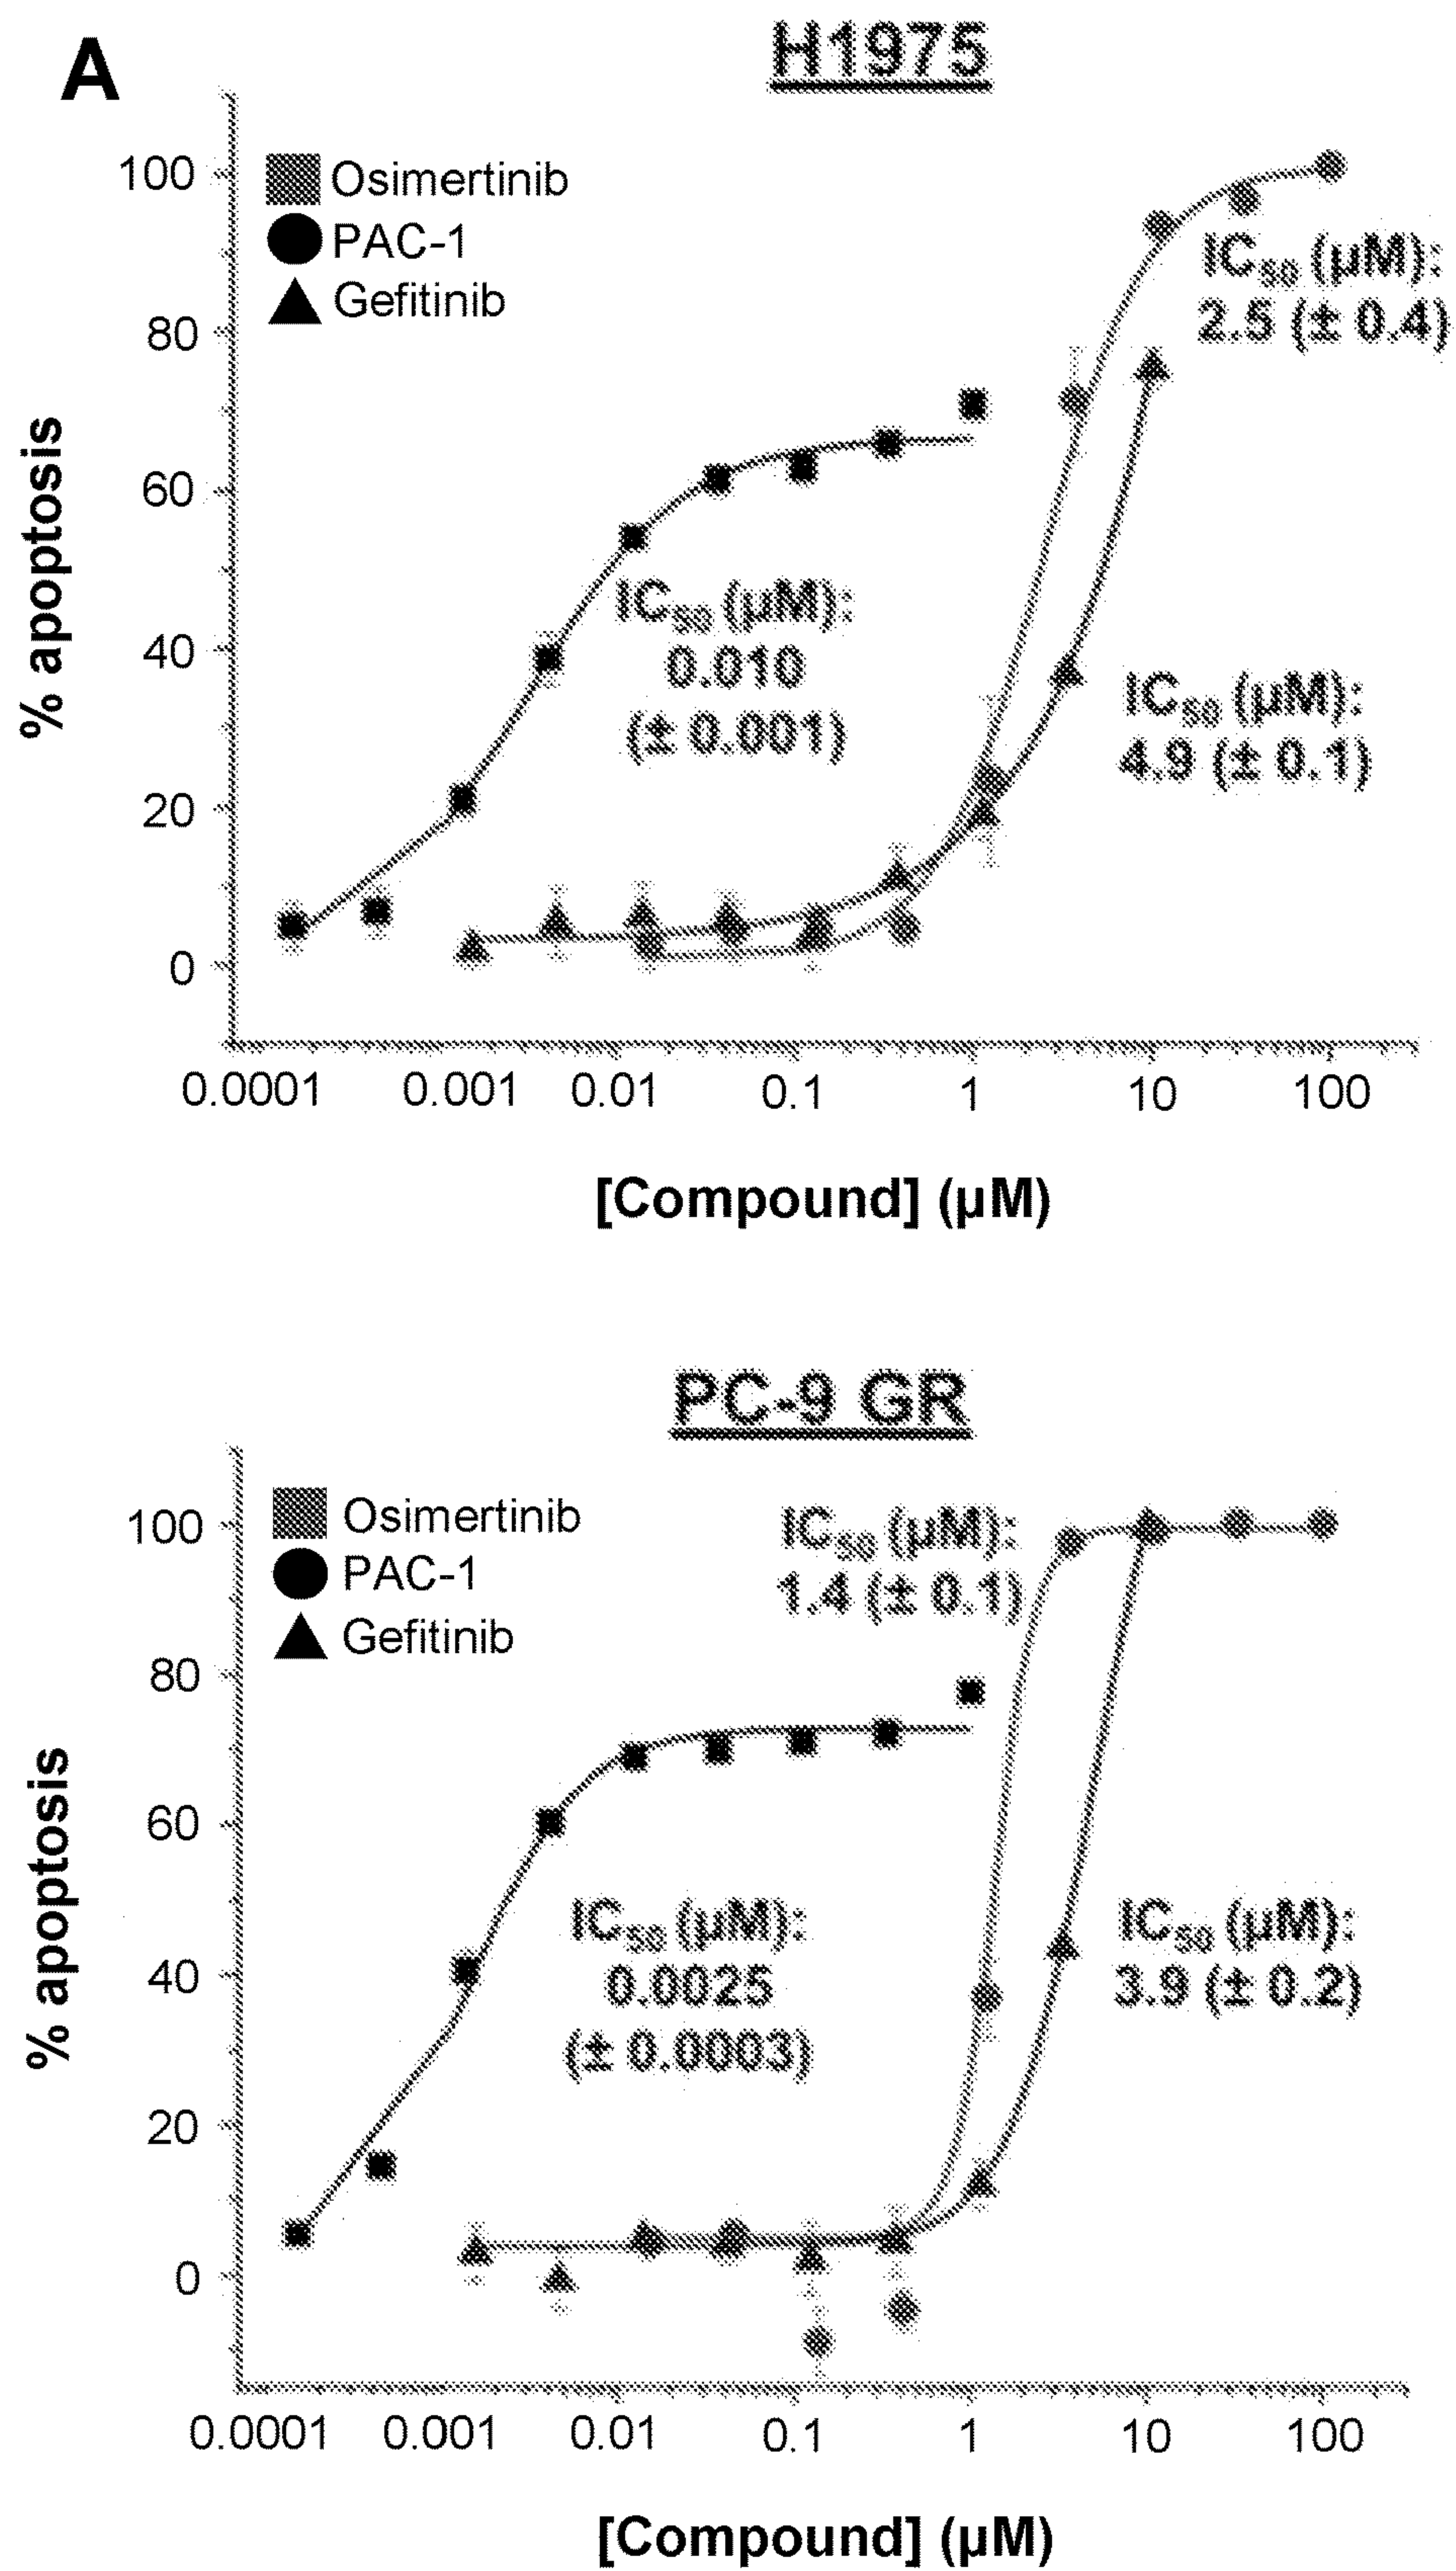 A
H1975
100
80
60
40
20
0
% apoptosis
Osimertinib
PAC-1
Gefitinib
IC50 (µM):
2.5 (± 0.4)
IC50 (µM):
0.010
(± 0.001)
IC50 (µM):
4.9 (± 0.1)
0.0001 0.001 0.01 0.1 1 10 100
[Compound] (µM)
PC-9 GR
100
80
60
40
20
0
% apoptosis
Osimertinib
PAC-1
Gefitinib
IC50 (µM):
1.4 (± 0.1)
IC50 (µM):
0.0025
(± 0.0003)
IC50 (µM):
3.9 (± 0.2)
0.0001 0.001 0.01 0.1 1 10 100
[Compound] (µM)